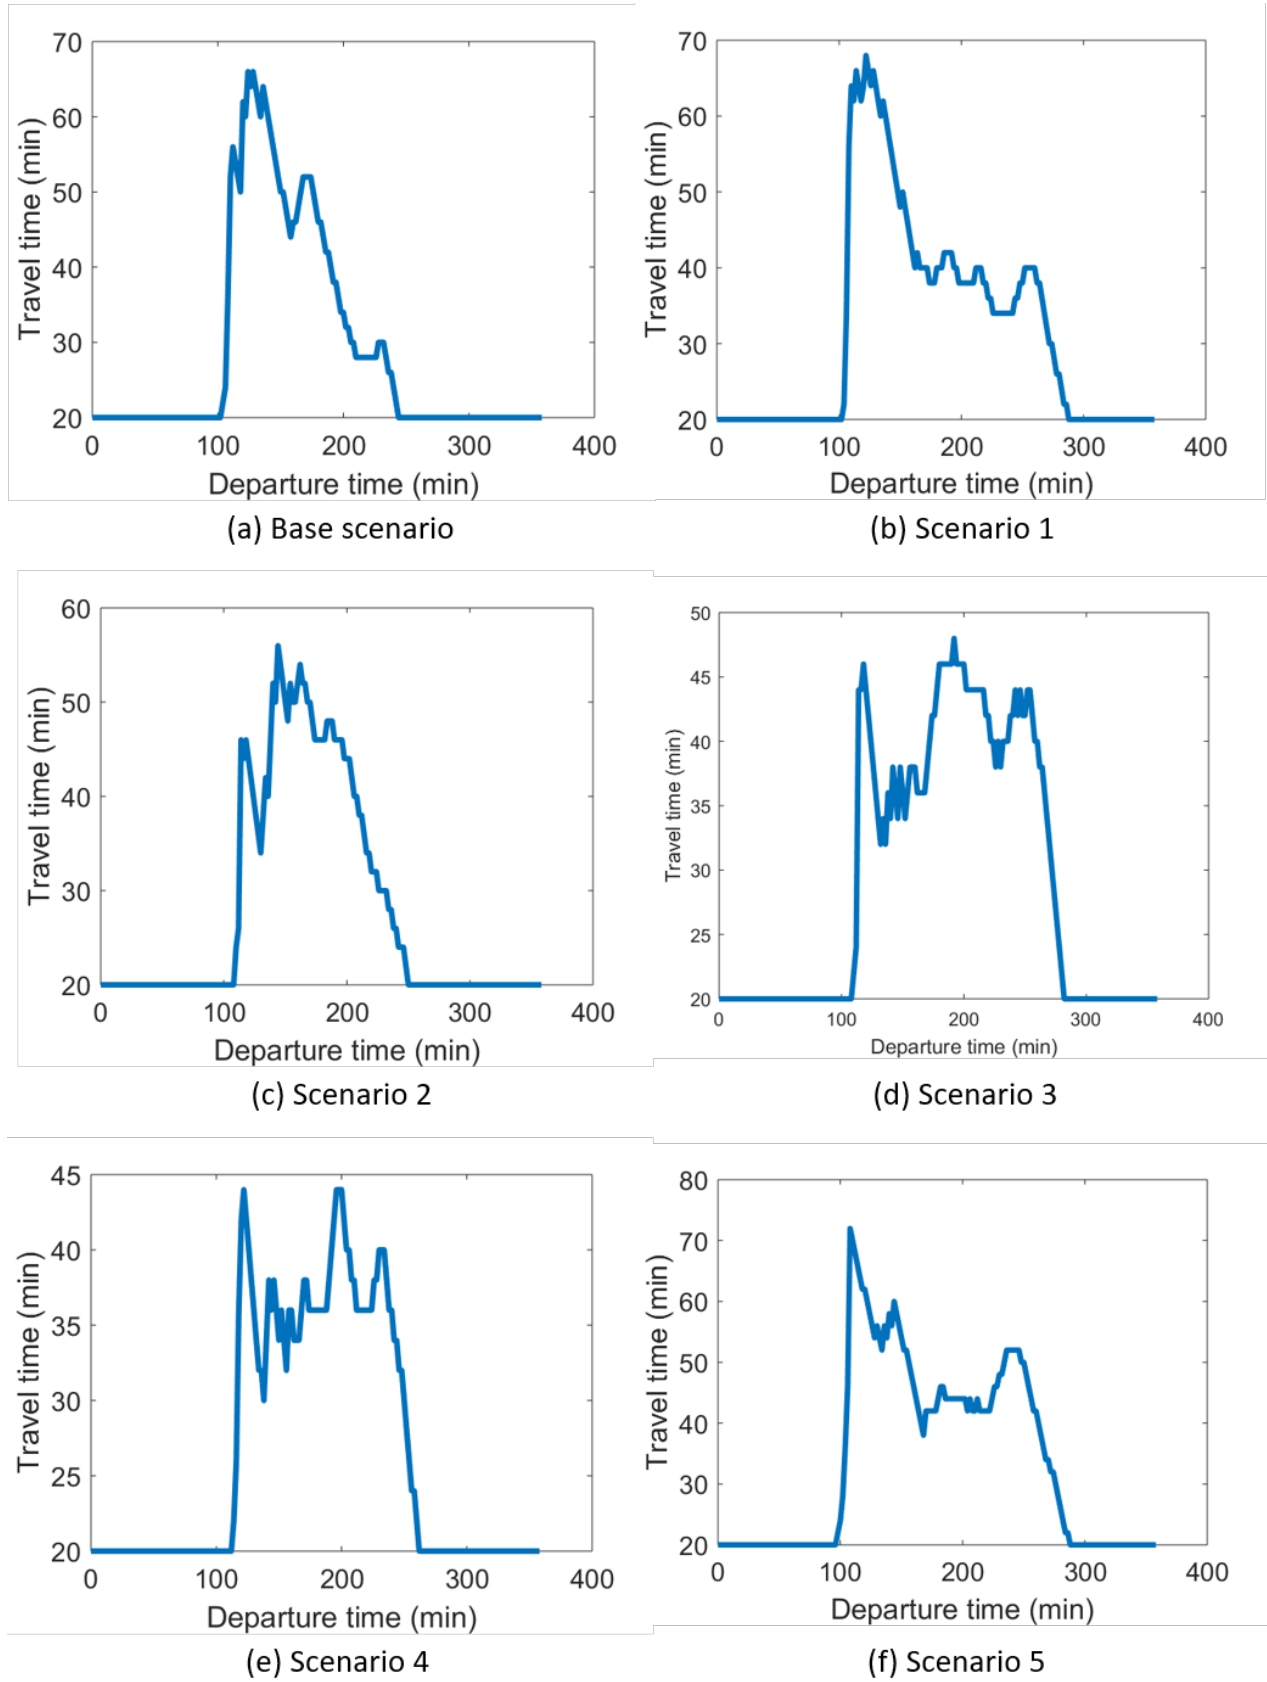 70
60
50
40
30
20
0 100 200 300 400
Travel time (min)
Departure time (min)
(a) Base scenario
70
60
50
40
30
20
0 100 200 300 400
Travel time (min)
Departure time (min)
(b) Scenario 1
60
50
40
30
20
0 100 200 300 400
Travel time (min)
Departure time (min)
(c) Scenario 2
50
45
40
35
30
25
20
0 100 200 300 400
Travel time (min)
Departure time (min)
(d) Scenario 3
45
40
35
30
25
20
0 100 200 300 400
Travel time (min)
Departure time (min)
(e) Scenario 4
80
70
60
50
40
30
20
0 100 200 300 400
Travel time (min)
Departure time (min)
(f) Scenario 5